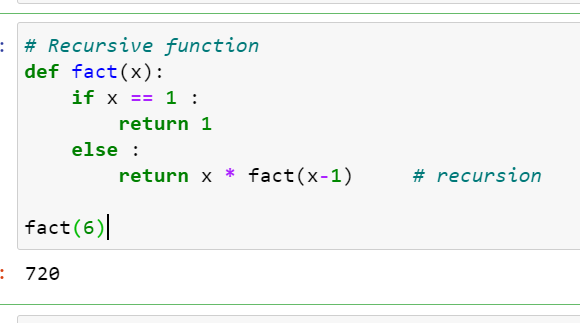 : # Recursive function
def fact(x):
    if x == 1 :
        return 1
    else :
        return x * fact(x-1)     # recursion
fact(6)
: 720